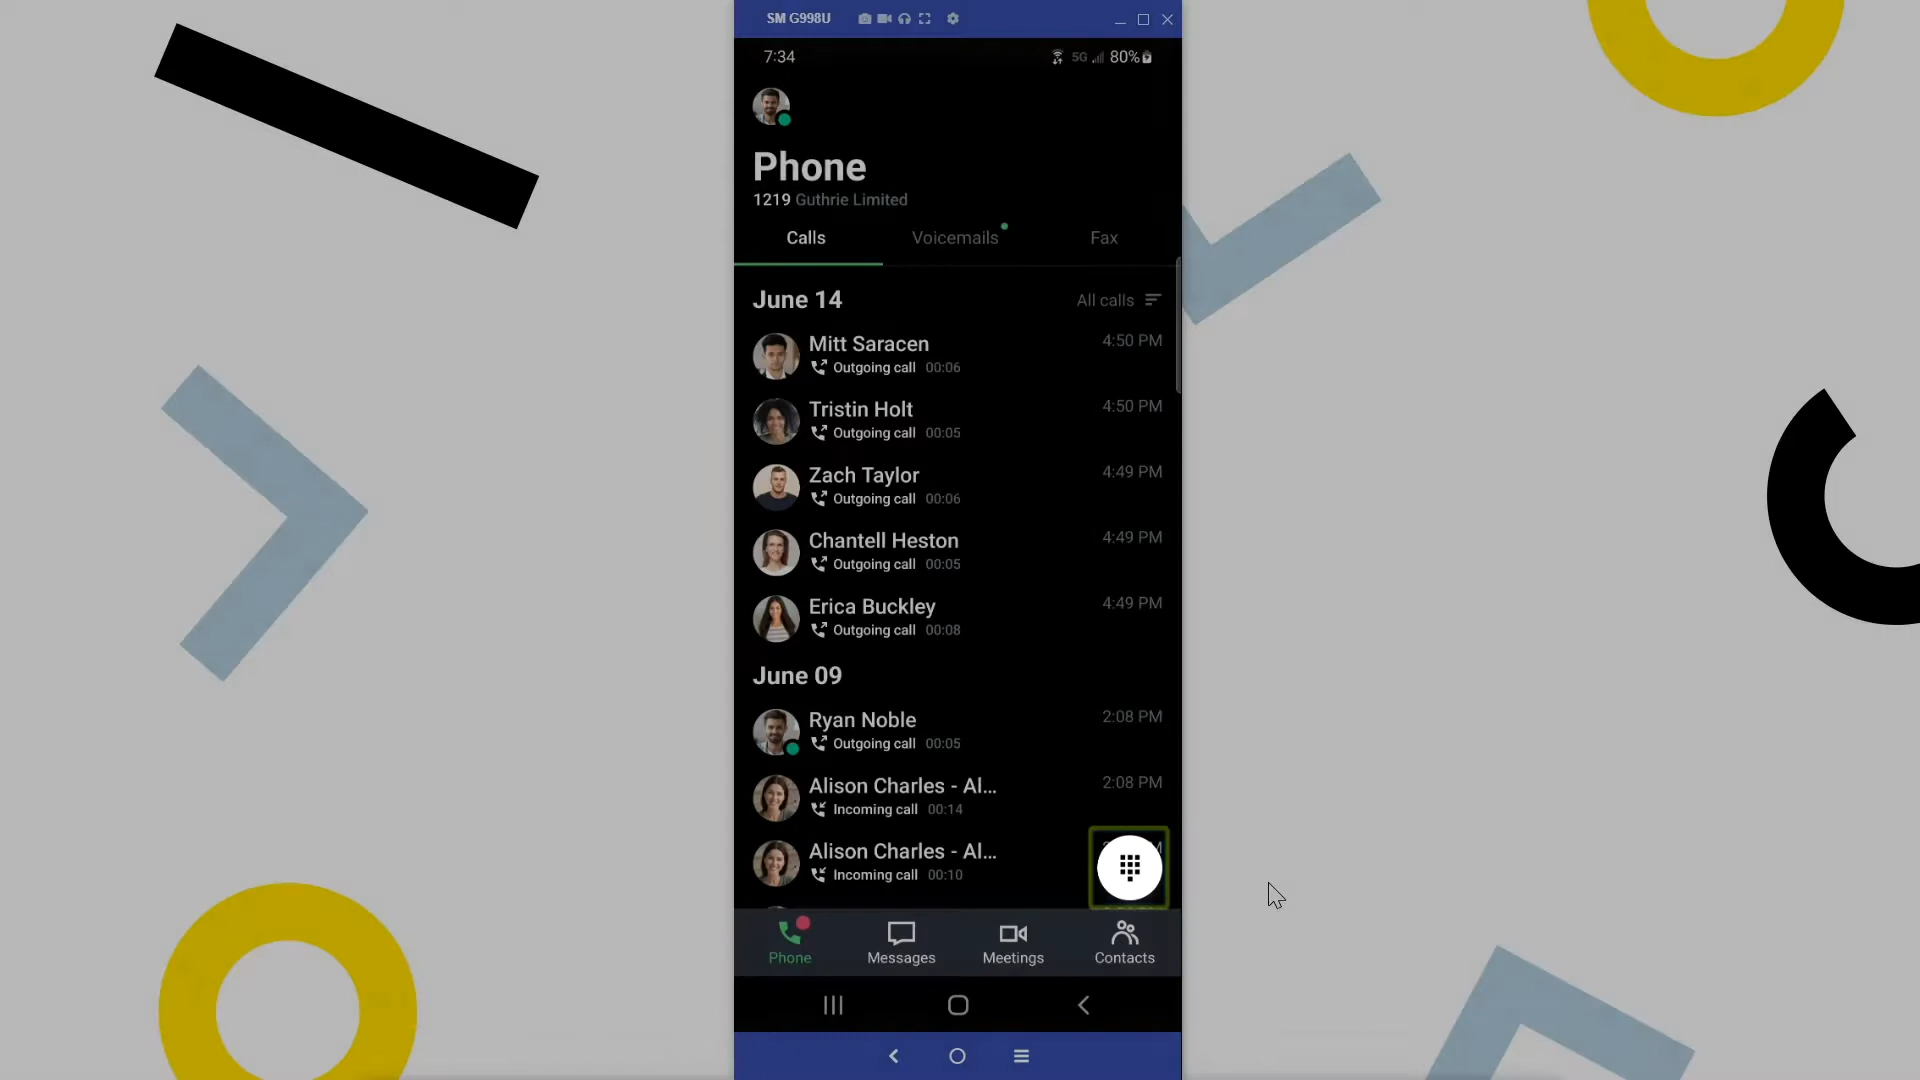 SM G998U
7:34
5G 80%
Phone
1219 Guthrie Limited
Calls Voicemails Fax
June 14 All calls
Mitt Saracen 4:50 PM
Outgoing call 00:06
Tristin Holt 4:50 PM
Outgoing call 00:05
Zach Taylor 4:49 PM
Outgoing call 00:06
Chantell Heston 4:49 PM
Outgoing call 00:05
Erica Buckley 4:49 PM
Outgoing call 00:08
June 09
Ryan Noble 2:08 PM
Outgoing call 00:05
Alison Charles - Al... 2:08 PM
Incoming call 00:14
Alison Charles - Al...
Incoming call 00:10
Phone Messages Meetings Contacts